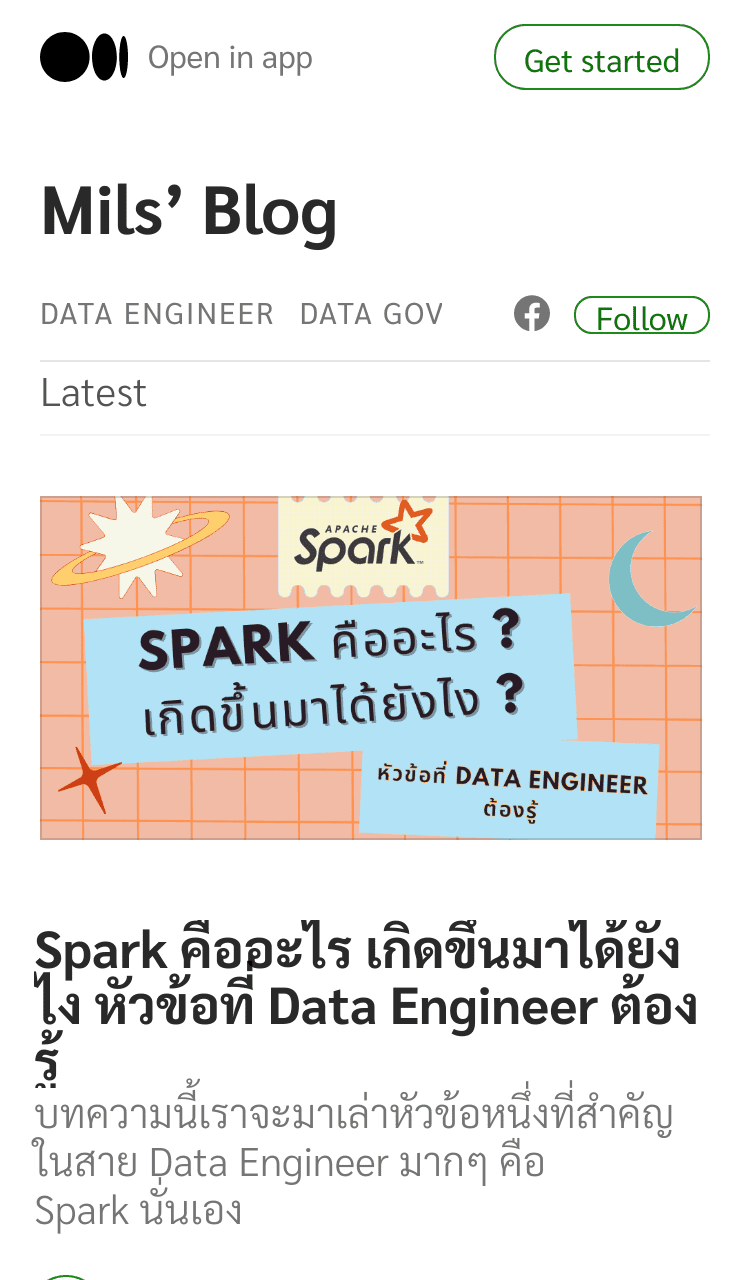 Open in app
Get started
Mils’ Blog
DATA ENGINEER DATA GOV
Follow
Latest
APACHE
Spark™
SPARK คืออะไร ?
เกิดขึ้นมาได้ยังไง ?
หัวข้อที่ DATA ENGINEER
ต้องรู้
Spark คืออะไร เกิดขึ้นมาได้ยัง
ไง หัวข้อที่ Data Engineer ต้อง
รู้
บทความนี้เราจะมาเล่าหัวข้อหนึ่งที่สำคัญ
ในสาย Data Engineer มากๆ คือ
Spark นั่นเอง